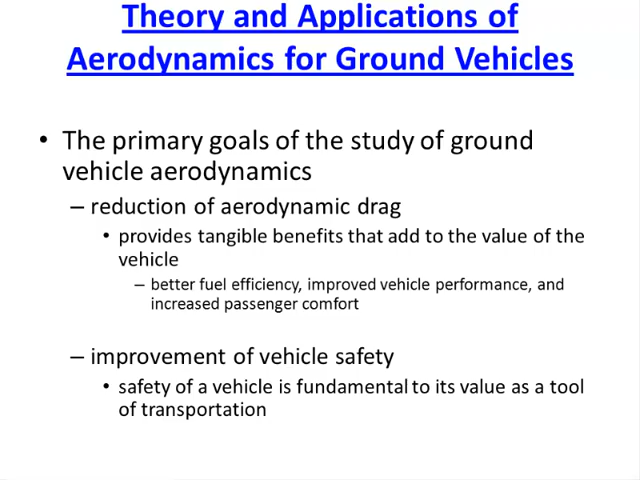 Theory and Applications of
Aerodynamics for Ground Vehicles
• The primary goals of the study of ground
vehicle aerodynamics
– reduction of aerodynamic drag
• provides tangible benefits that add to the value of the
vehicle
– better fuel efficiency, improved vehicle performance, and
increased passenger comfort
– improvement of vehicle safety
• safety of a vehicle is fundamental to its value as a tool
of transportation